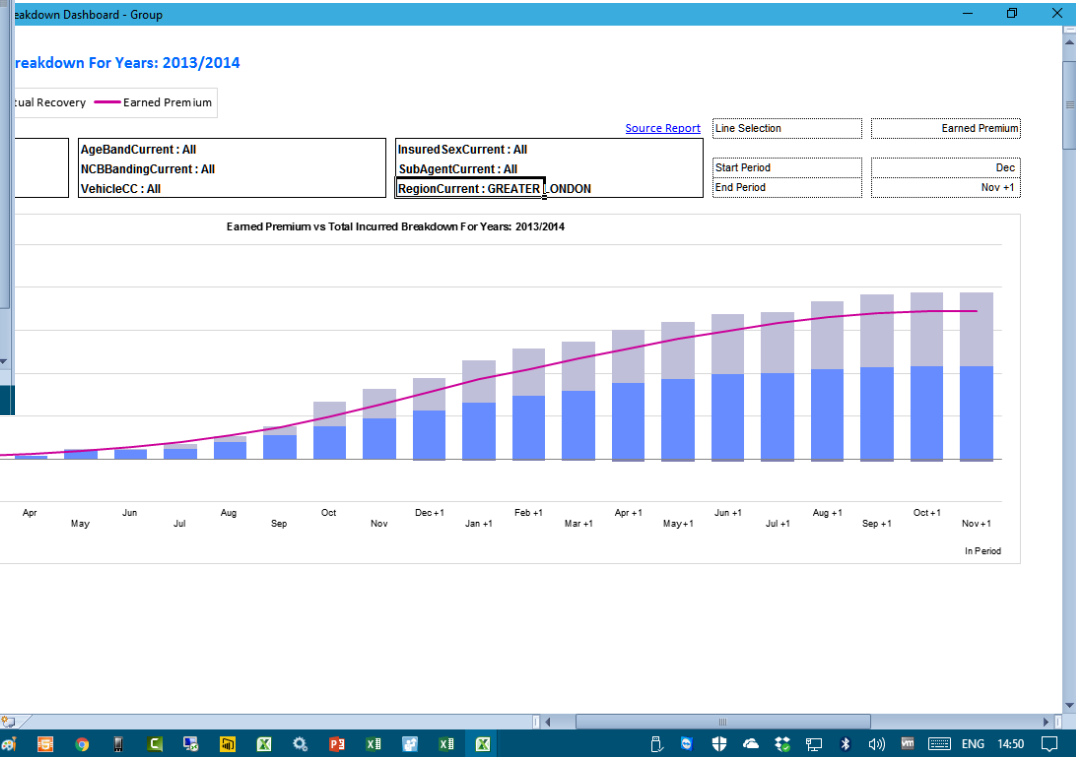 eakdown Dashboard - Group
reakdown For Years: 2013/2014
tual Recovery Earned Premium
Source Report
Line Selection
Earned Premium
AgeBandCurrent : All
NCBBandingCurrent : All
VehicleCC : All
InsuredSexCurrent : All
SubAgentCurrent : All
RegionCurrent : GREATER LONDON
Start Period
Dec
End Period
Nov +1
Earned Premium vs Total Incurred Breakdown For Years: 2013/2014
Apr May Jun Jul Aug Sep Oct Nov Dec +1 Jan +1 Feb +1 Mar +1 Apr +1 May +1 Jun +1 Jul +1 Aug +1 Sep +1 Oct +1 Nov +1
In Period
ENG 14:50